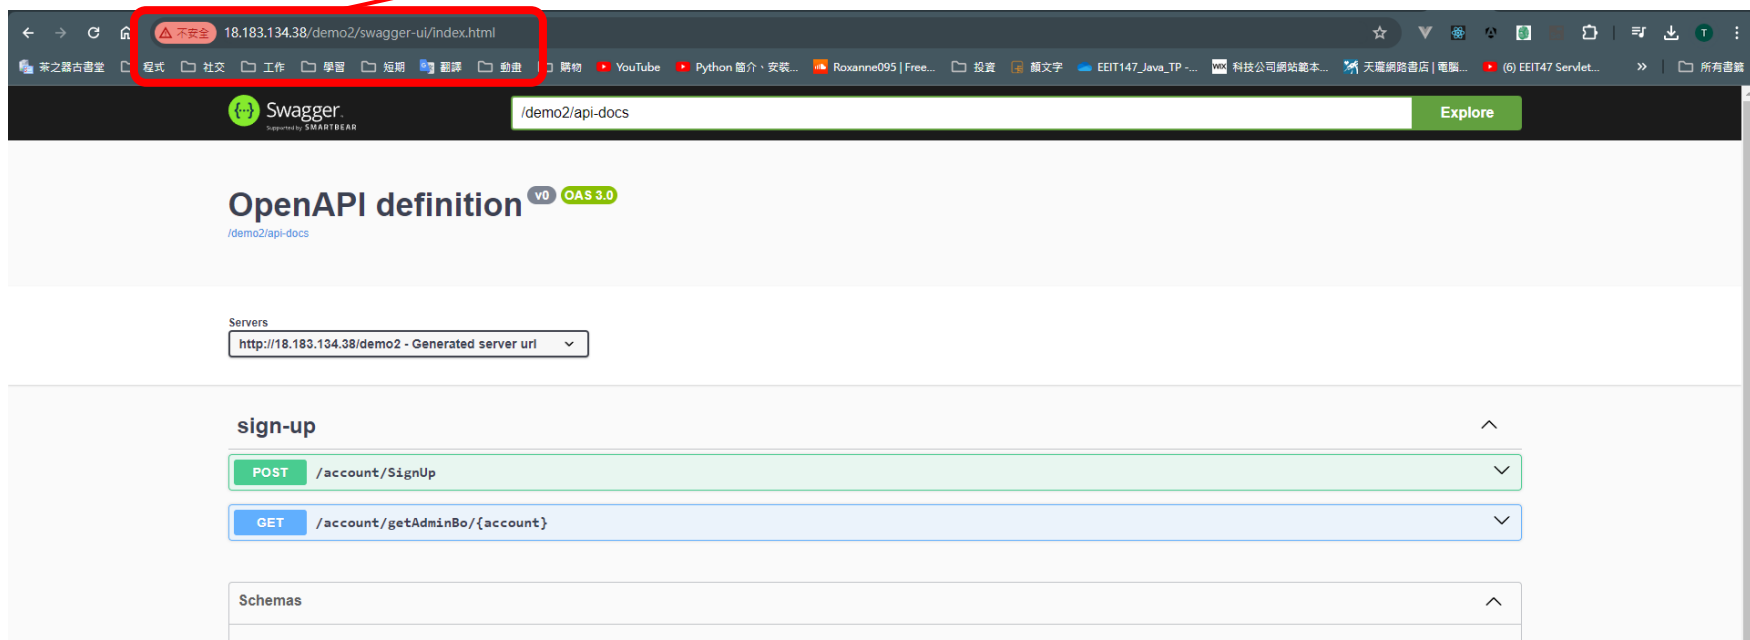 不安全 18.183.134.38/demo2/swagger-ui/index.html T
茶之器古書堂 程式 社交 工作 學習 短期 翻譯 動畫 購物 YouTube Python 簡介、安裝... Roxanne095 | Free... 投資 顏文字 EEIT147_Java_TP -... WIX 科技公司網站範本... 天瓏網路書店 | 電腦... (6) EEIT47 Servlet... » 所有書籤
Swagger.
Supported by SMARTBEAR
/demo2/api-docs
Explore
OpenAPI definition v0 OAS 3.0
/demo2/api-docs
Servers
http://18.183.134.38/demo2 - Generated server url
sign-up
POST /account/SignUp
GET /account/getAdminBo/{account}
Schemas